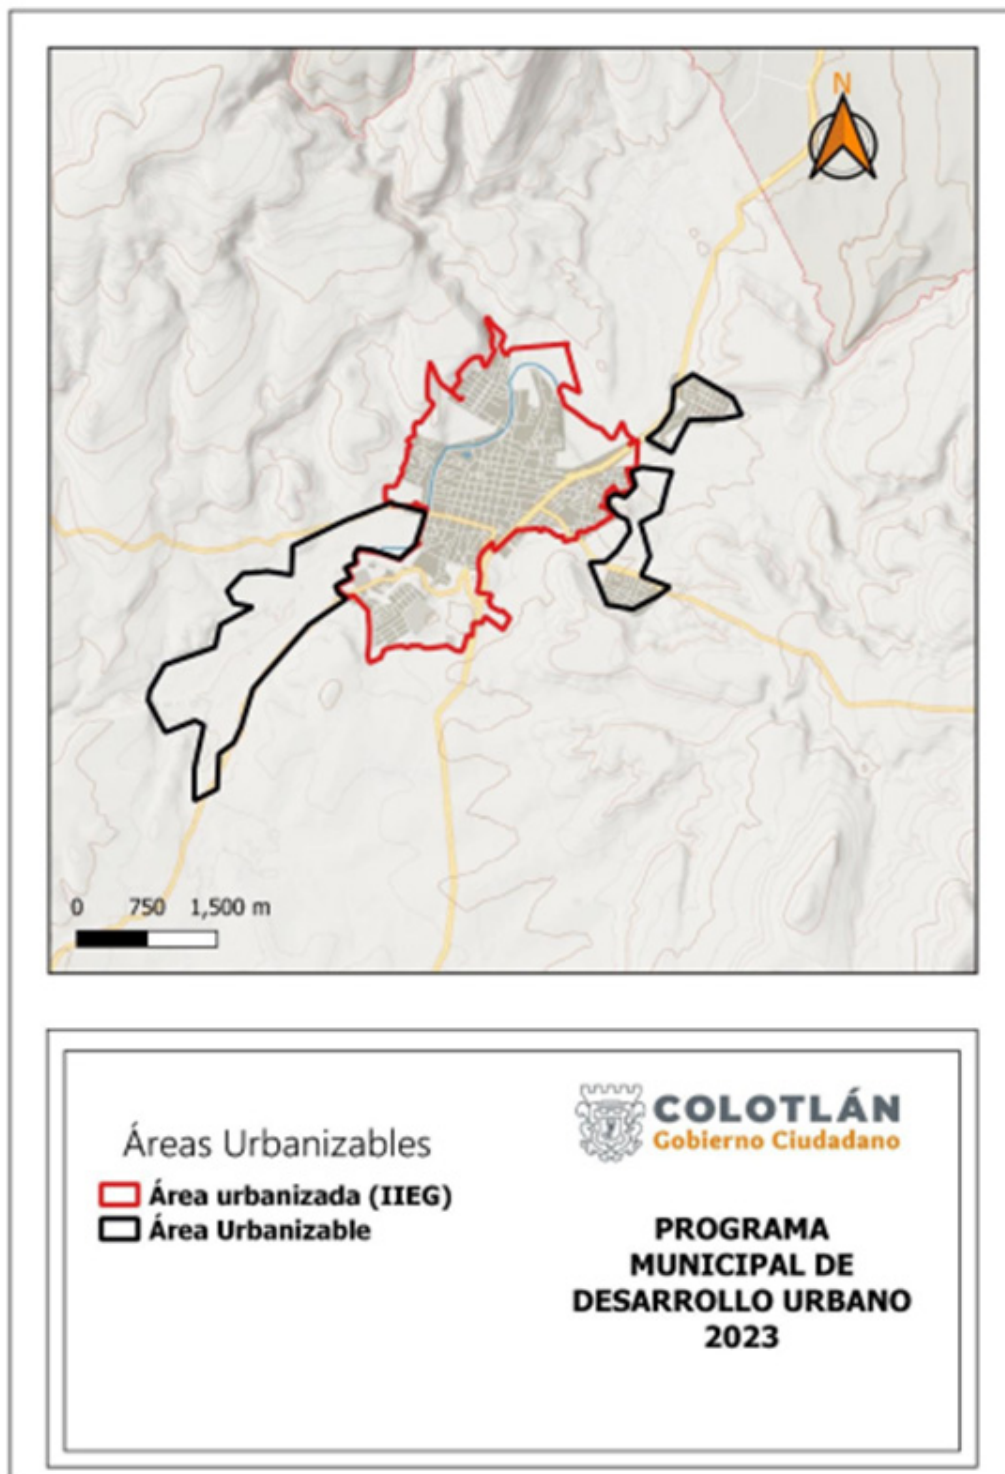 N
0 750 1,500 m
Áreas Urbanizables
Área urbanizada (IIEG)
Área Urbanizable
COLOTLÁN
Gobierno Ciudadano
PROGRAMA
MUNICIPAL DE
DESARROLLO URBANO
2023